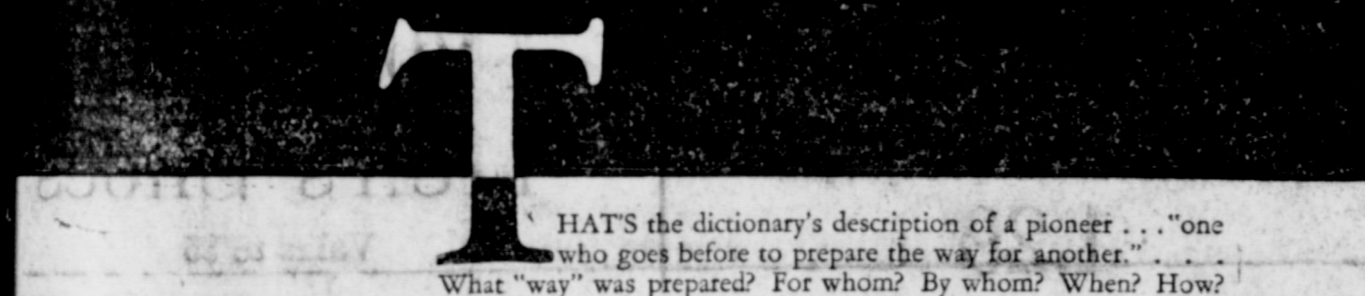 THAT'S the dictionary's description of a pioneer . . . "one
who goes before to prepare the way for another." . . .
What "way" was prepared? For whom? By whom? When? How?